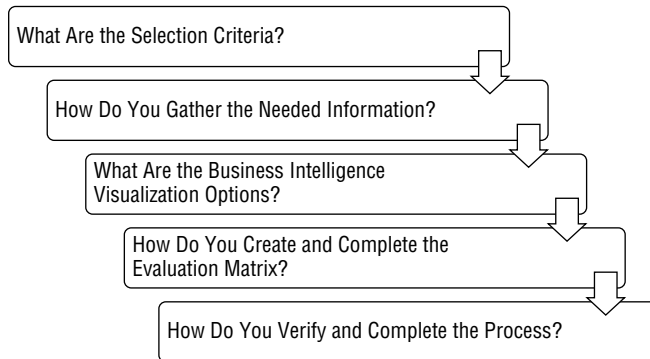 What Are the Selection Criteria?
How Do You Gather the Needed Information?
What Are the Business Intelligence
Visualization Options?
How Do You Create and Complete the
Evaluation Matrix?
How Do You Verify and Complete the Process?